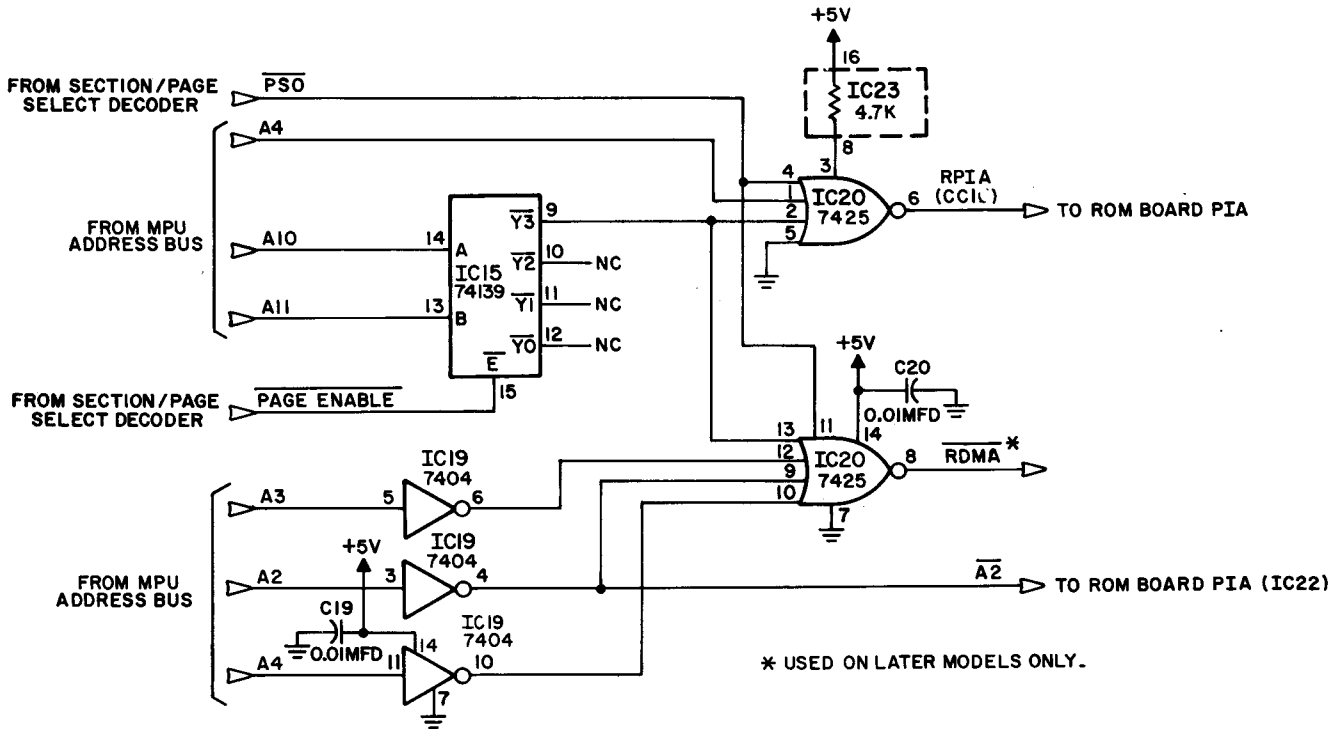 +5V
16
IC23
4.7K
8
FROM SECTION/PAGE
SELECT DECODER
PS0
A4
FROM MPU
ADDRESS BUS
A10
A11
14
13
A
B
IC15
74139
E
15
Y3
Y2
Y1
Y0
9
10
11
12
NC
NC
NC
3
4
1
2
5
IC20
7425
6
RPIA
TO ROM BOARD PIA
FROM SECTION/PAGE
SELECT DECODER
PAGE ENABLE
+5V
C20
0.01MFD
14
11
13
12
9
10
IC20
7425
7
8
RDMA*
FROM MPU
ADDRESS BUS
A3
5
IC19
7404
6
A2
3
IC19
7404
4
A2
TO ROM BOARD PIA (IC22)
+5V
C19
0.01MFD
A4
11
14
IC19
7404
10
7
* USED ON LATER MODELS ONLY.